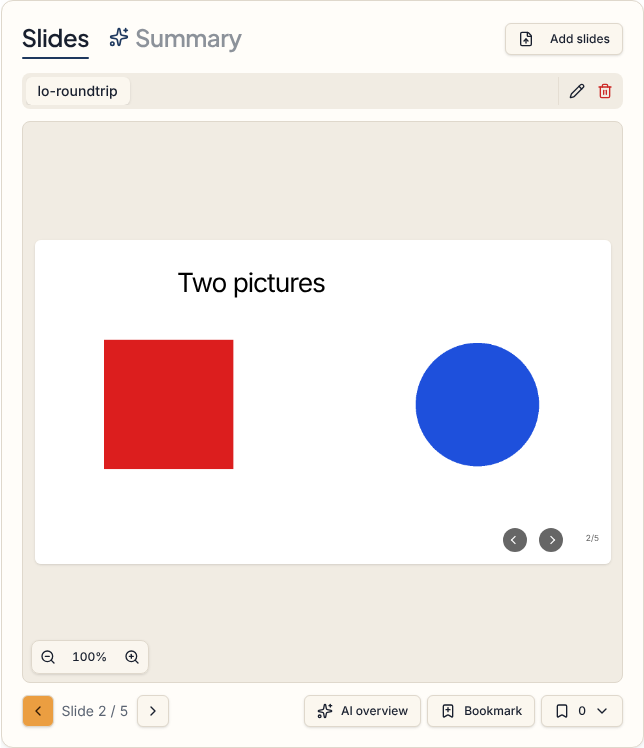 Slides Summary Add slides
lo-roundtrip
Two pictures
2/5
100%
Slide 2 / 5 AI overview Bookmark 0